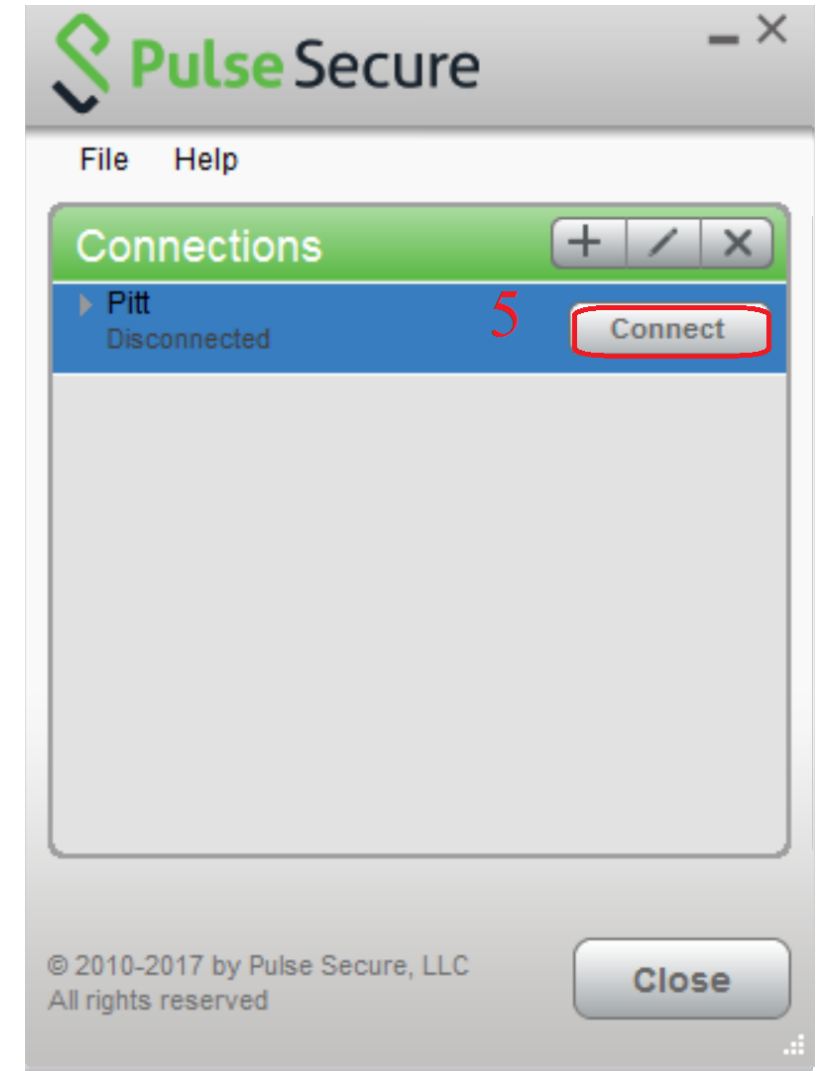 Pulse Secure
File Help
Connections
Pitt
Disconnected
5
Connect
© 2010-2017 by Pulse Secure, LLC
All rights reserved
Close